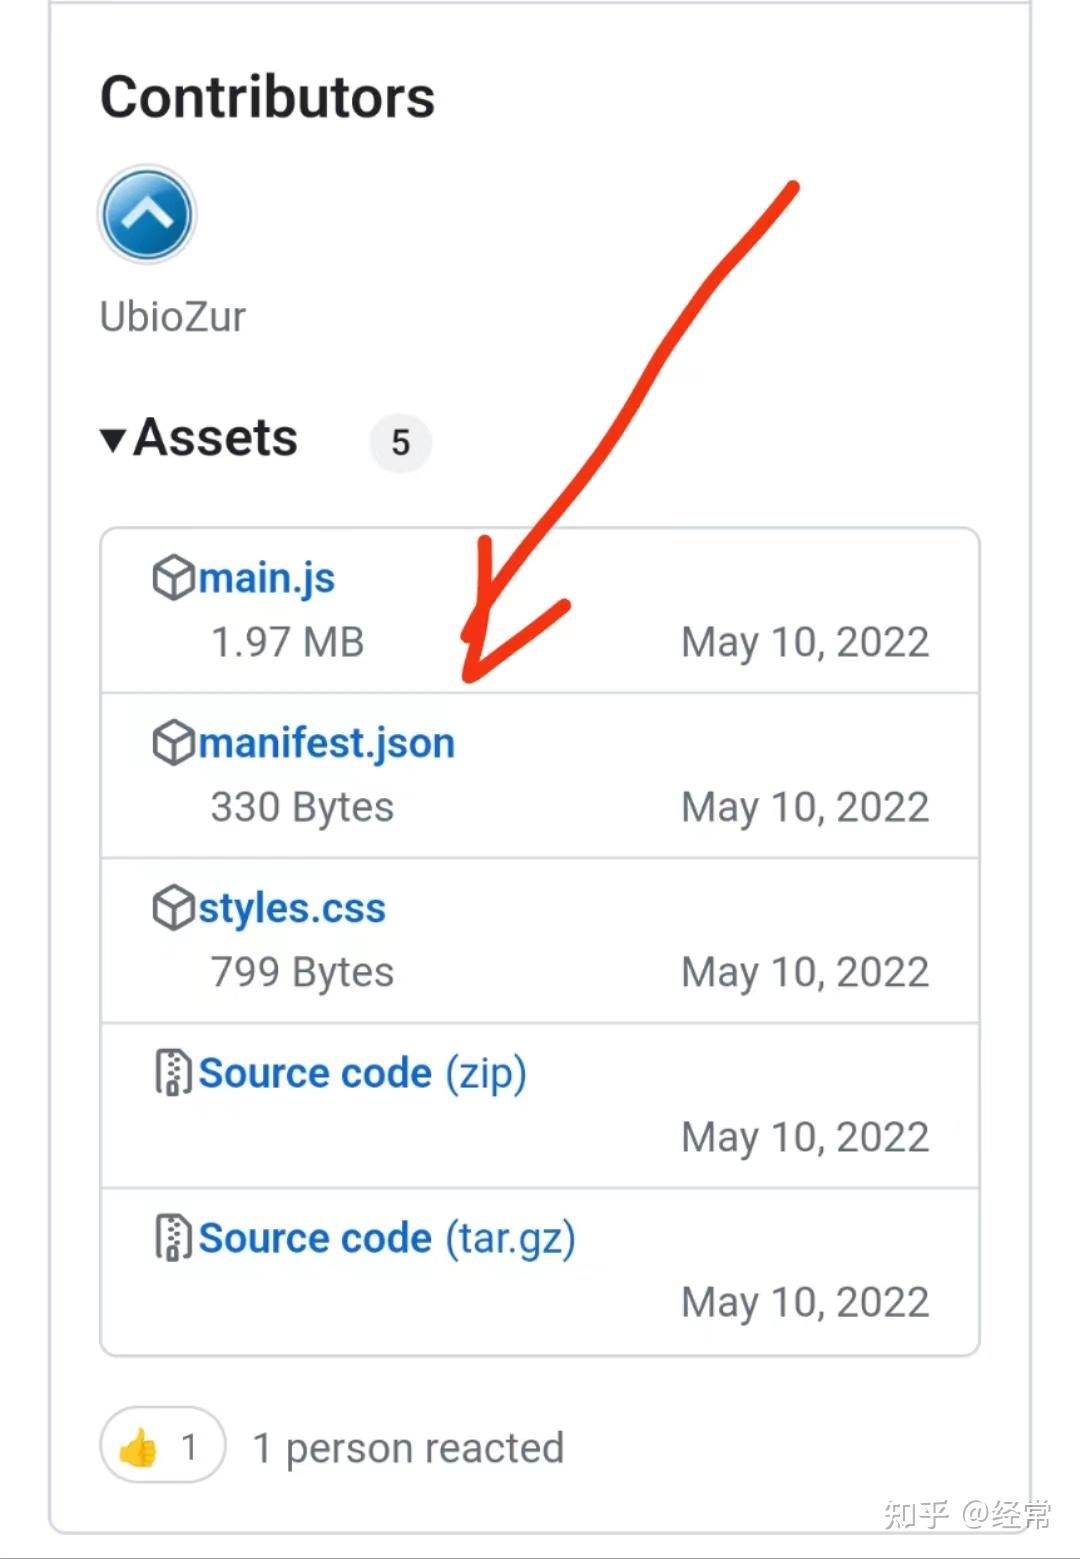 Contributors
UbioZur
Assets 5
main.js
1.97 MB May 10, 2022
manifest.json
330 Bytes May 10, 2022
styles.css
799 Bytes May 10, 2022
Source code (zip)
May 10, 2022
Source code (tar.gz)
May 10, 2022
👍 1 1 person reacted
知乎 @经常